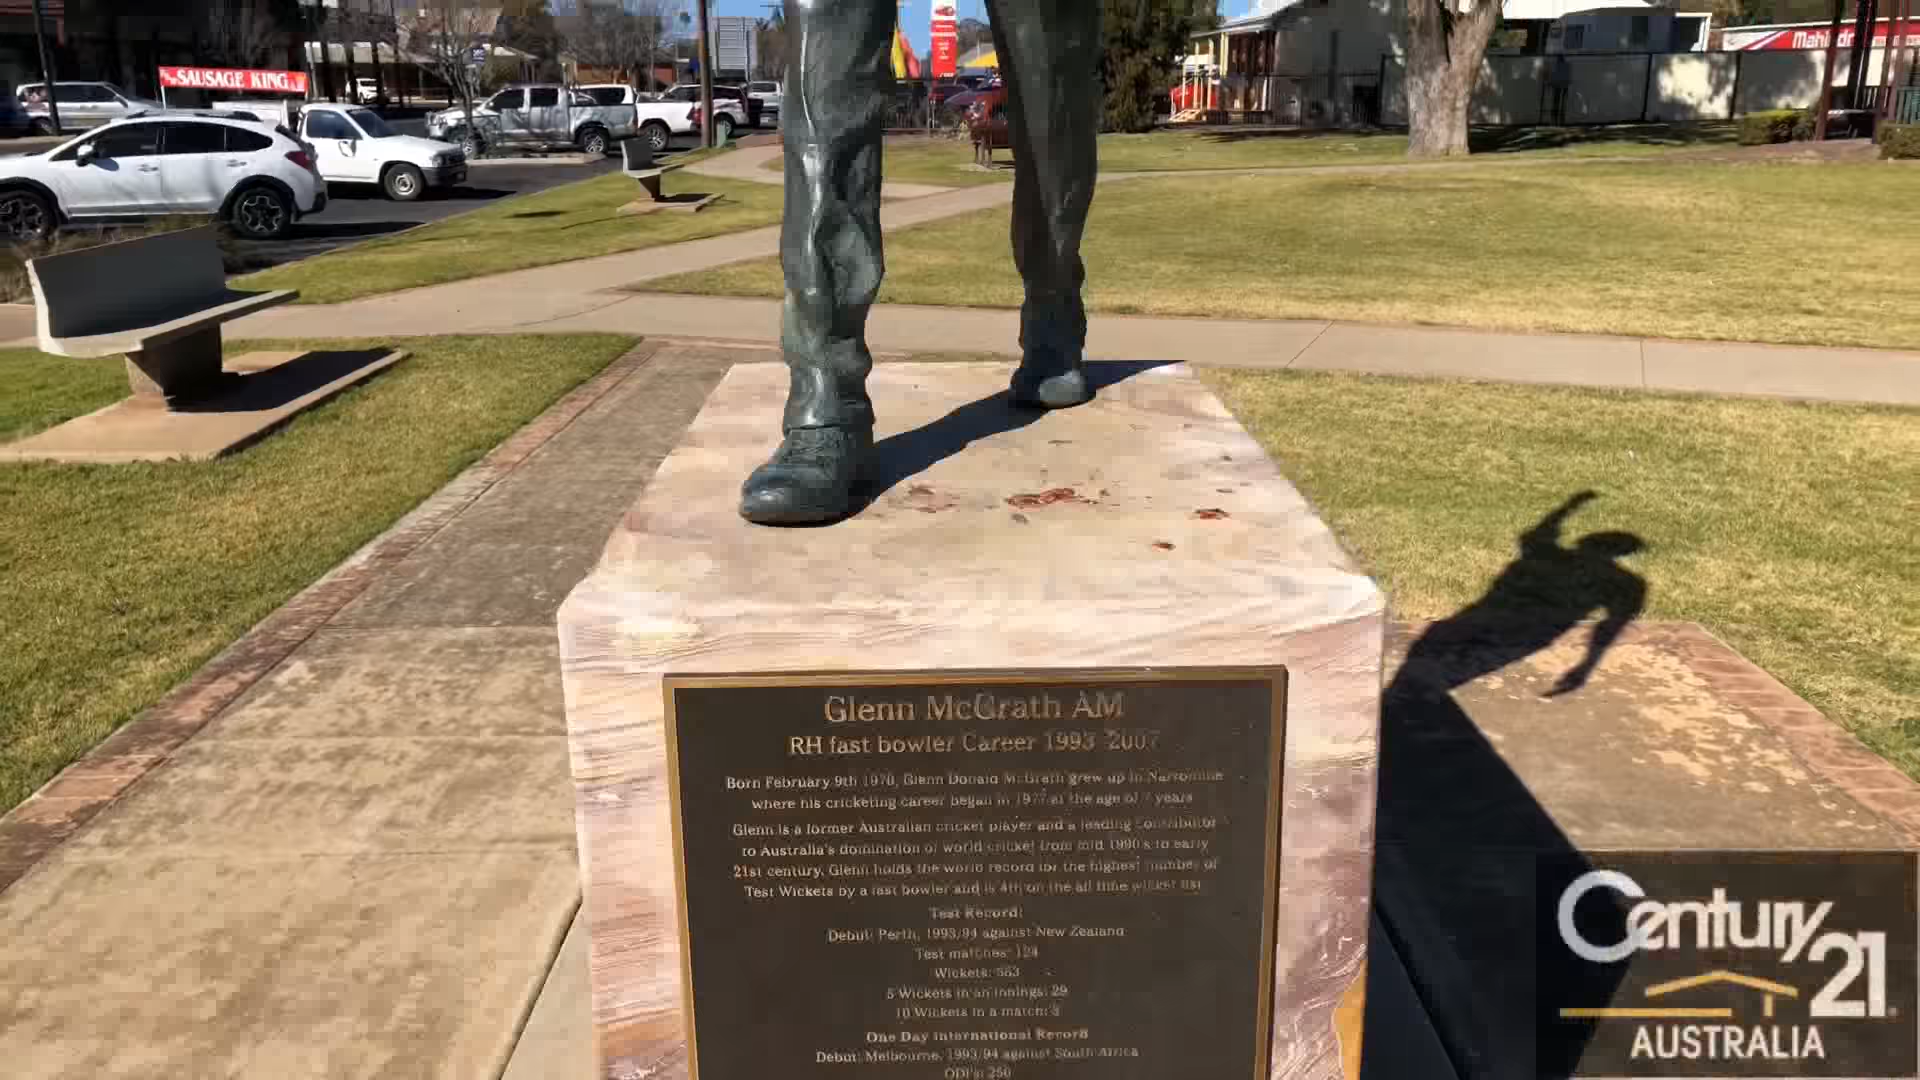 SAUSAGE KING
Mahindr
Glenn McGrath AM
RH fast bowler Career 1993-2007
Born February 9th 1970, Glenn Donald McGrath grew up in Narromine
where his cricketing career began in 1977 at the age of 7 years
Glenn is a former Australian cricket player and a leading contributor
to Australia's domination of world cricket from mid 1990's to early
21st century. Glenn holds the world record for the highest number of
Test Wickets by a fast bowler and is 4th on the all time wicket list
Test Record:
Debut: Perth, 1993/94 against New Zealand
Test matches: 124
Wickets: 563
5 Wickets in an innings: 29
10 Wickets in a match: 3
One Day International Record
Debut: Melbourne, 1993/94 against South Africa
ODI's: 250
Century 21
AUSTRALIA